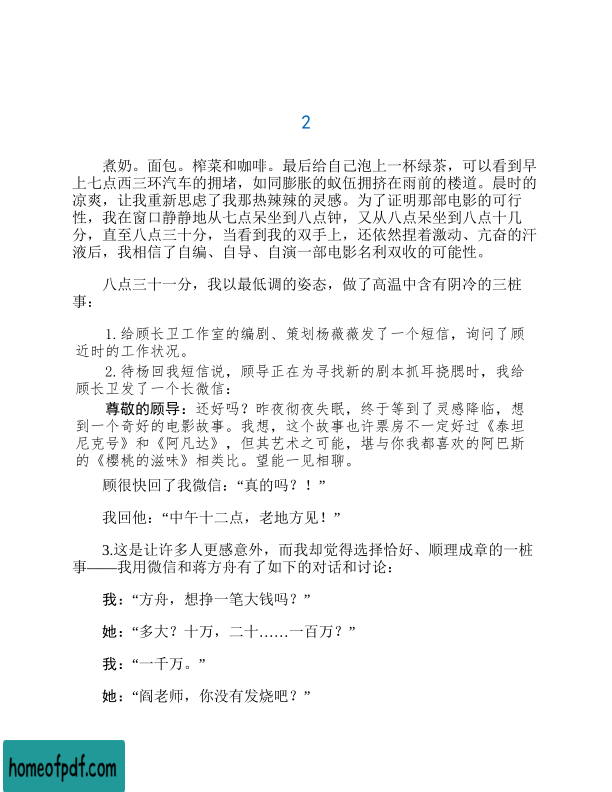 2
煮奶。面包。榨菜和咖啡。最后给自己泡上一杯绿茶，可以看到早
上七点西三环汽车的拥堵，如同膨胀的蚁伍拥挤在雨前的楼道。晨时的
凉爽，让我重新思虑了我那热辣辣的灵感。为了证明那部电影的可行
性，我在窗口静静地从七点呆坐到八点钟，又从八点呆坐到八点十几
分，直至八点三十分，当看到我的双手上，还依然捏着激动、亢奋的汗
液后，我相信了自编、自导、自演一部电影名利双收的可能性。
八点三十一分，我以最低调的姿态，做了高温中含有阴冷的三桩
事：
1. 给顾长卫工作室的编剧、策划杨薇薇发了一个短信，询问了顾
近时的工作状况。
2. 待杨回我短信说，顾导正在为寻找新的剧本抓耳挠腮时，我给
顾长卫发了一个长微信：
尊敬的顾导：还好吗？昨夜彻夜失眠，终于等到了灵感降临，想
到一个奇好的电影故事。我想，这个故事也许票房不一定好过《泰坦
尼克号》和《阿凡达》，但其艺术之可能，堪与你我都喜欢的阿巴斯
的《樱桃的滋味》相类比。望能一见相聊。
顾很快回了我微信：“真的吗？！”
我回他：“中午十二点，老地方见！”
3.这是让许多人更感意外，而我却觉得选择恰好、顺理成章的一桩
事——我用微信和蒋方舟有了如下的对话和讨论：
我：“方舟，想挣一笔大钱吗？”
她：“多大？十万，二十……一百万？”
我：“一千万。”
她：“阎老师，你没有发烧吧？”
homeofpdf.com